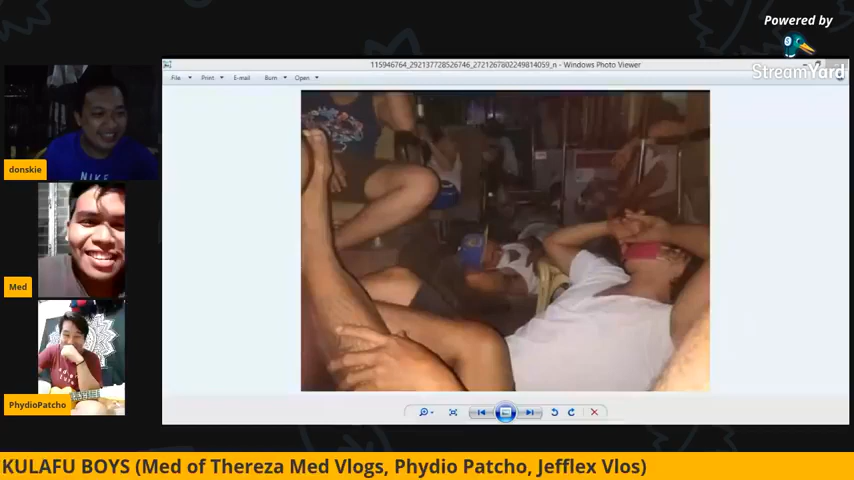 Powered by
StreamYard
115946764_292137728526746_2721267802249814059_n - Windows Photo Viewer
File Print E-mail Burn Open
NIKE
donskie
Med
PhydioPatcho
KULAFU BOYS (Med of Thereza Med Vlogs, Phydio Patcho, Jefflex Vlos)